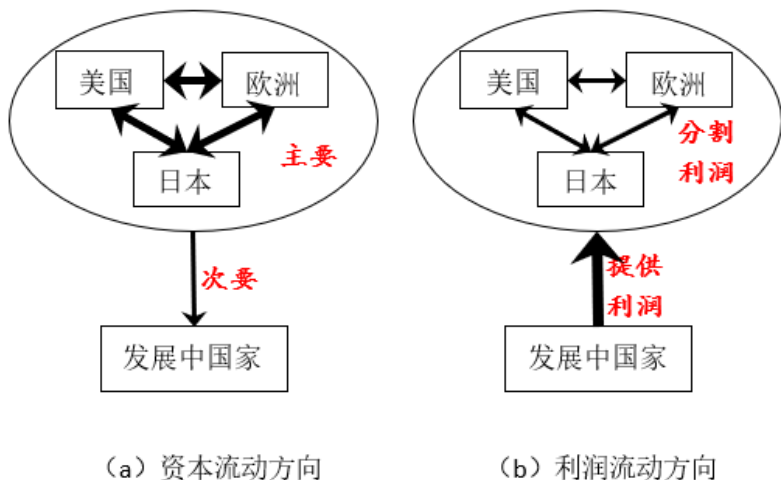 美国
欧洲
日本
主要
次要
发展中国家
(a)资本流动方向
美国
欧洲
日本
分割
利润
提供
利润
发展中国家
(b)利润流动方向